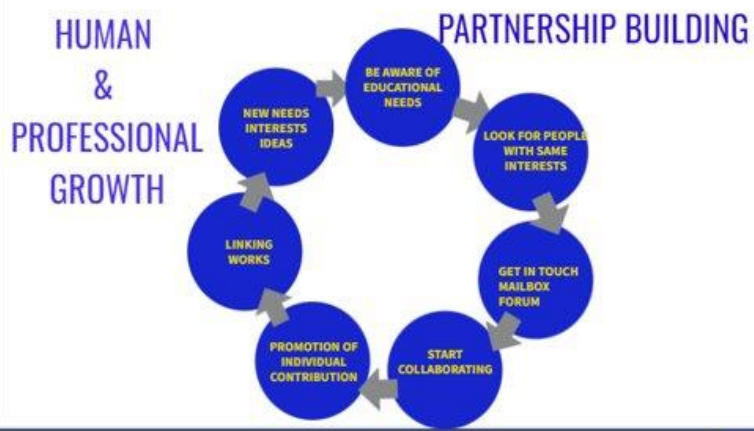 HUMAN
&
PROFESSIONAL
GROWTH
PARTNERSHIP BUILDING
BE AWARE OF
EDUCATIONAL
NEEDS
LOOK FOR PEOPLE
WITH SAME
INTERESTS
GET IN TOUCH
MAILBOX
FORUM
START
COLLABORATING
PROMOTION OF
INDIVIDUAL
CONTRIBUTION
LINKING
WORKS
NEW NEEDS
INTERESTS
IDEAS